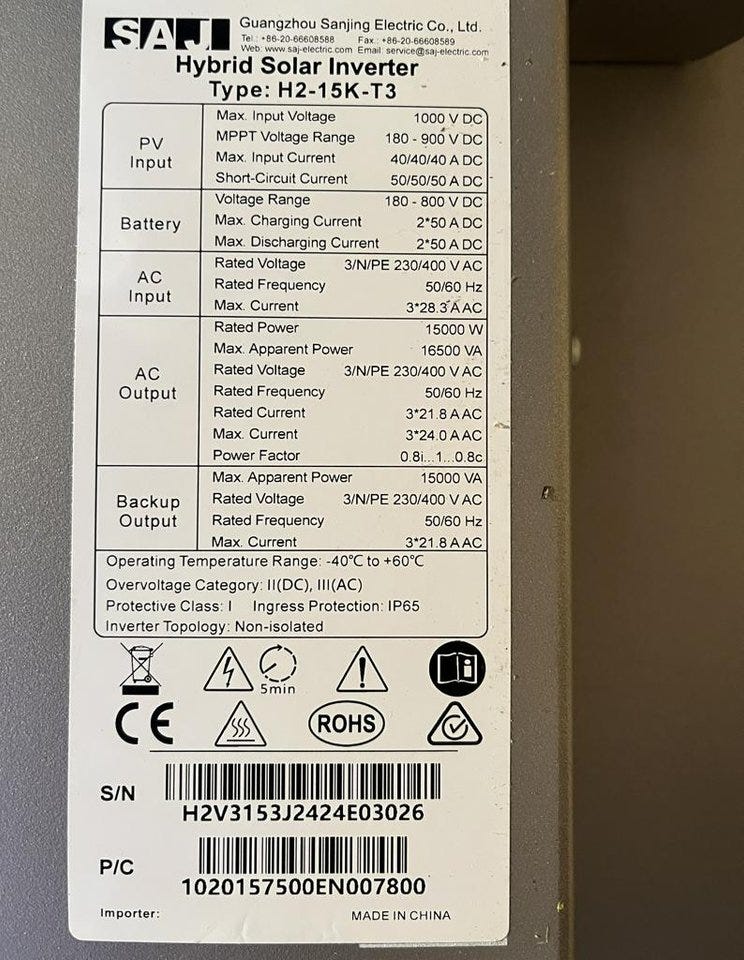 SAJ Guangzhou Sanjing Electric Co., Ltd.
Tel.: +86-20-66608588 Fax.: +86-20-66608589
Web: www.saj-electric.com Email: service@saj-electric.com
Hybrid Solar Inverter
Type: H2-15K-T3
PV Input
Max. Input Voltage 1000 V DC
MPPT Voltage Range 180 - 900 V DC
Max. Input Current 40/40/40 A DC
Short-Circuit Current 50/50/50 A DC
Battery
Voltage Range 180 - 800 V DC
Max. Charging Current 2*50 A DC
Max. Discharging Current 2*50 A DC
AC Input
Rated Voltage 3/N/PE 230/400 V AC
Rated Frequency 50/60 Hz
Max. Current 3*28.3 A AC
AC Output
Rated Power 15000 W
Max. Apparent Power 16500 VA
Rated Voltage 3/N/PE 230/400 V AC
Rated Frequency 50/60 Hz
Rated Current 3*21.8 A AC
Max. Current 3*24.0 A AC
Power Factor 0.8i...1...0.8c
Backup Output
Max. Apparent Power 15000 VA
Rated Voltage 3/N/PE 230/400 V AC
Rated Frequency 50/60 Hz
Max. Current 3*21.8 A AC
Operating Temperature Range: -40℃ to +60℃
Overvoltage Category: II(DC), III(AC)
Protective Class: I Ingress Protection: IP65
Inverter Topology: Non-isolated
5min
CE ROHS
S/N
H2V3153J2424E03026
P/C
1020157500EN007800
Importer: MADE IN CHINA